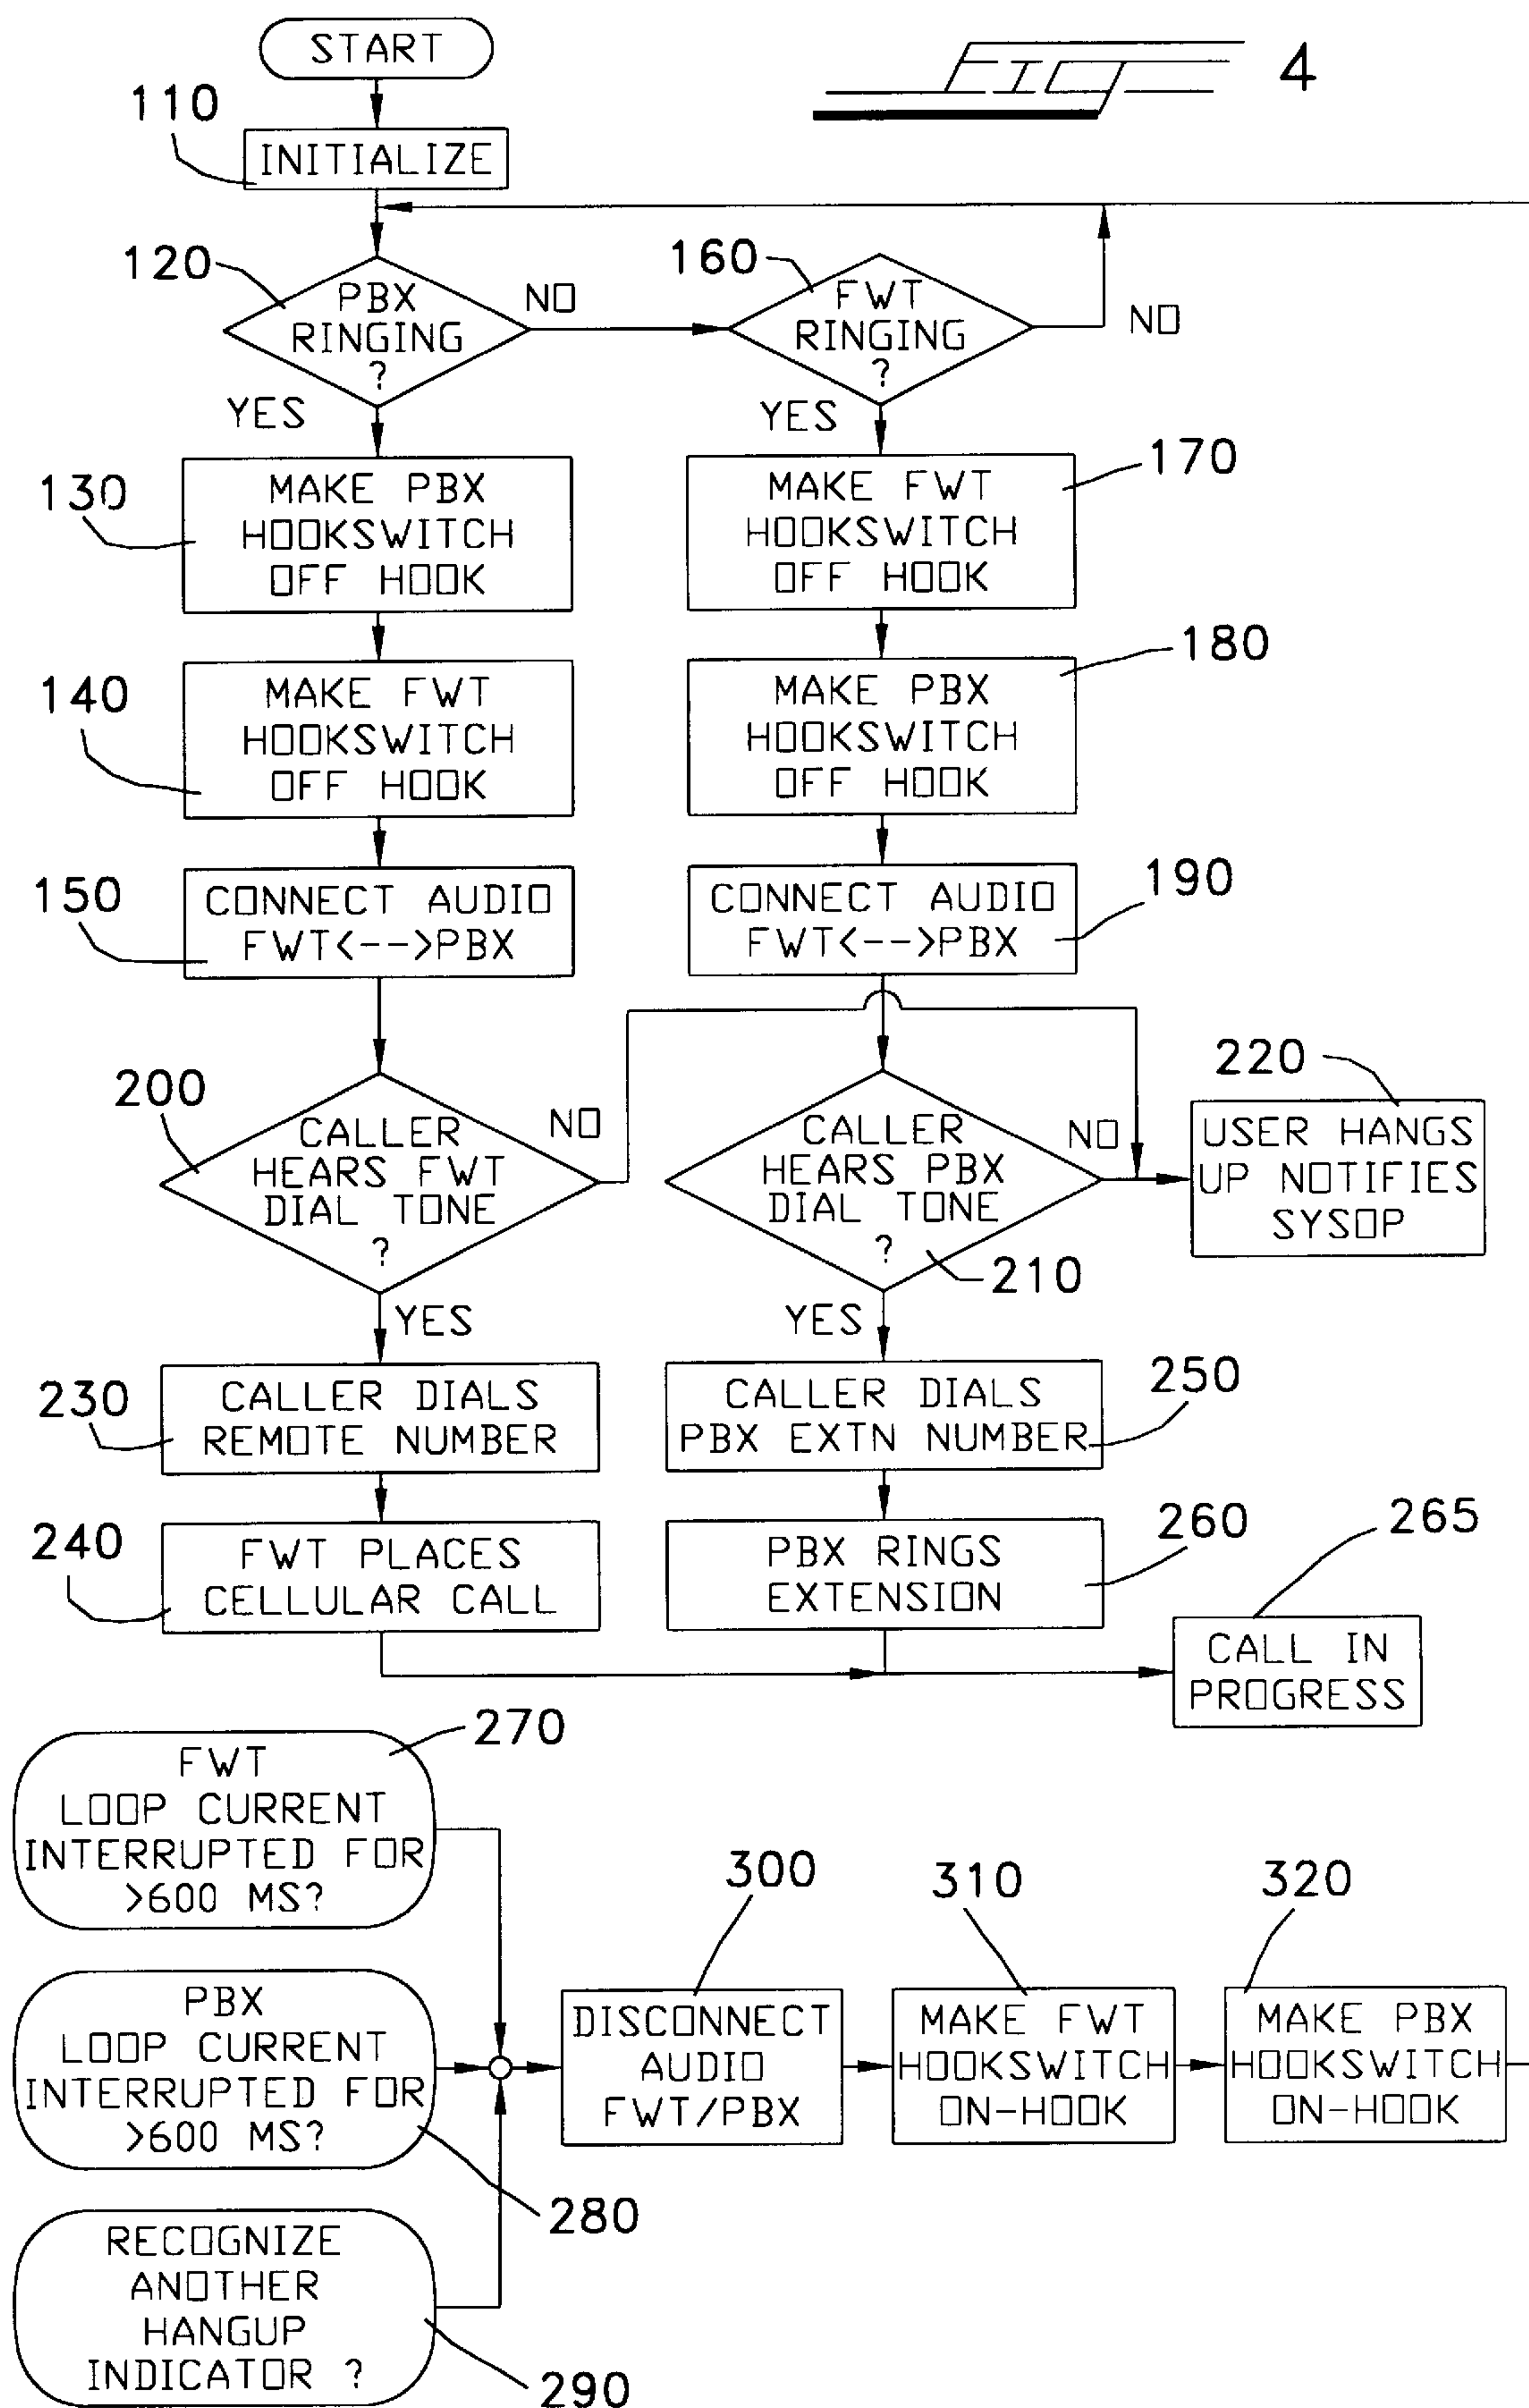 START
FIG 4
110
INITIALIZE
120
PBX
RINGING
?
NO
160
FWT
RINGING
?
NO
YES
YES
130
MAKE PBX
HOOKSWITCH
OFF HOOK
MAKE FWT
HOOKSWITCH
OFF HOOK
170
140
MAKE FWT
HOOKSWITCH
OFF HOOK
MAKE PBX
HOOKSWITCH
OFF HOOK
180
150
CONNECT AUDIO
FWT<-->PBX
CONNECT AUDIO
FWT<-->PBX
190
200
CALLER
HEARS FWT
DIAL TONE
?
NO
CALLER
HEARS PBX
DIAL TONE
?
210
NO
220
USER HANGS
UP NOTIFIES
SYSOP
YES
YES
230
CALLER DIALS
REMOTE NUMBER
CALLER DIALS
PBX EXTN NUMBER
250
240
FWT PLACES
CELLULAR CALL
PBX RINGS
EXTENSION
260
265
CALL IN
PROGRESS
270
FWT
LOOP CURRENT
INTERRUPTED FOR
>600 MS?
PBX
LOOP CURRENT
INTERRUPTED FOR
>600 MS?
280
RECOGNIZE
ANOTHER
HANGUP
INDICATOR ?
290
300
DISCONNECT
AUDIO
FWT/PBX
310
MAKE FWT
HOOKSWITCH
ON-HOOK
320
MAKE PBX
HOOKSWITCH
ON-HOOK